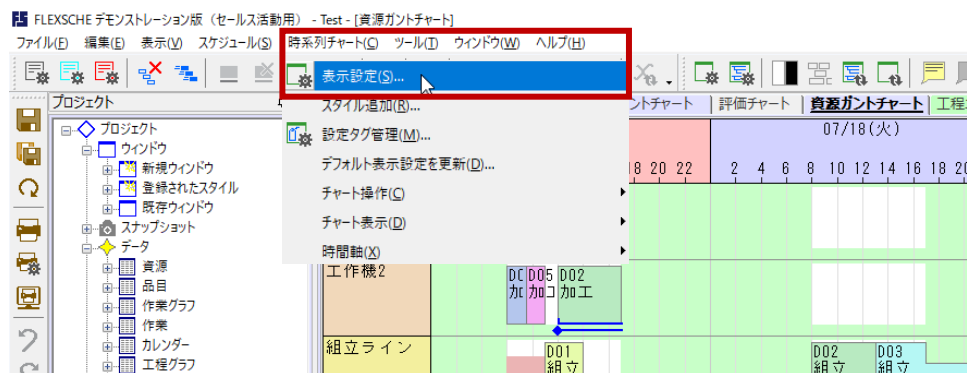 FLEXSCHE デモンストレーション版（セールス活動用） - Test - [資源ガントチャート]
ファイル(F) 編集(E) 表示(V) スケジュール(S) 時系列チャート(C) ツール(T) ウィンドウ(W) ヘルプ(H)
表示設定(S)...
スタイル追加(R)...
設定タグ管理(M)...
デフォルト表示設定を更新(D)...
チャート操作(C)
チャート表示(D)
時間軸(X)
プロジェクト
プロジェクト
ウィンドウ
新規ウィンドウ
登録されたスタイル
既存ウィンドウ
スナップショット
データ
資源
品目
作業グラフ
作業
カレンダー
工程グラフ
ントチャート 評価チャート 資源ガントチャート 工程
07/18(火)
18 20 22 2 4 6 8 10 12 14 16 18 20
工作機2
D05 D02
加工
組立ライン
D01
組立
D02 D03
組立 組立